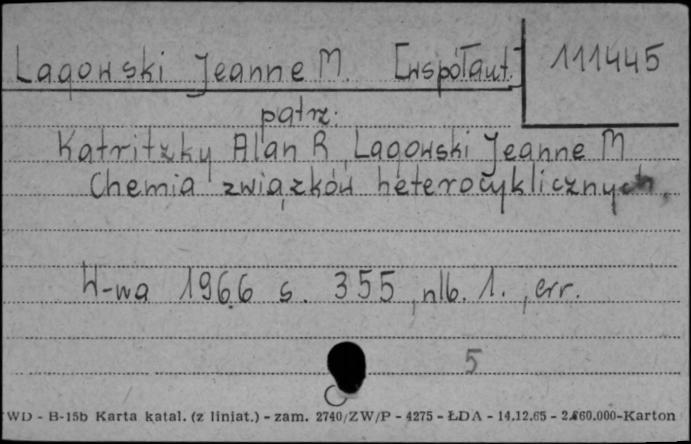 Lagowski Jeanne M. [współaut.] 111445
patrz:
Katritzky Alan R, Lagowski Jeanne M
Chemia związków heterocyklicznych.
W-wa 1966 s. 355, nlb. 1., err.
5
WD - B-15b Karta katal. (z liniat.) - zam. 2740/ZW/P - 4275 - ŁDA - 14.12.65 - 2.660.000-Karton